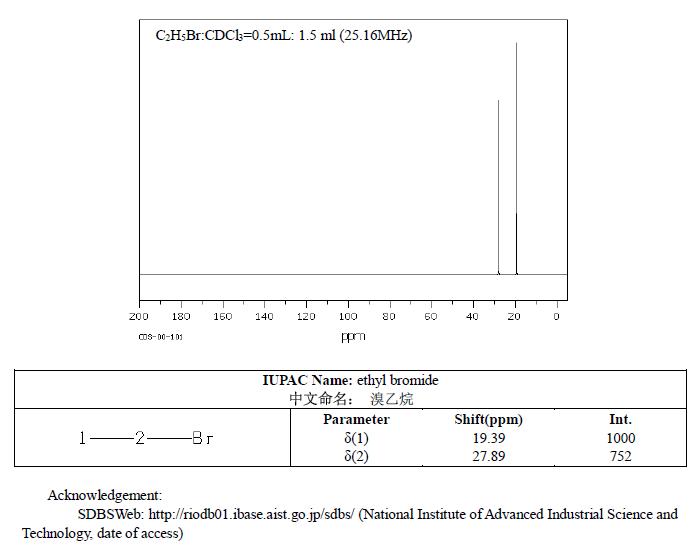 C₂H₅Br:CDCl₃=0.5mL: 1.5 ml (25.16MHz)
200 180 160 140 120 100 80 60 40 20 0
CDS-00-101
ppm
IUPAC Name: ethyl bromide
中文命名： 溴乙烷
Parameter Shift(ppm) Int.
1——2——Br
δ(1) 19.39 1000
δ(2) 27.89 752
Acknowledgement:
SDBSWeb: http://riodb01.ibase.aist.go.jp/sdbs/ (National Institute of Advanced Industrial Science and
Technology, date of access)